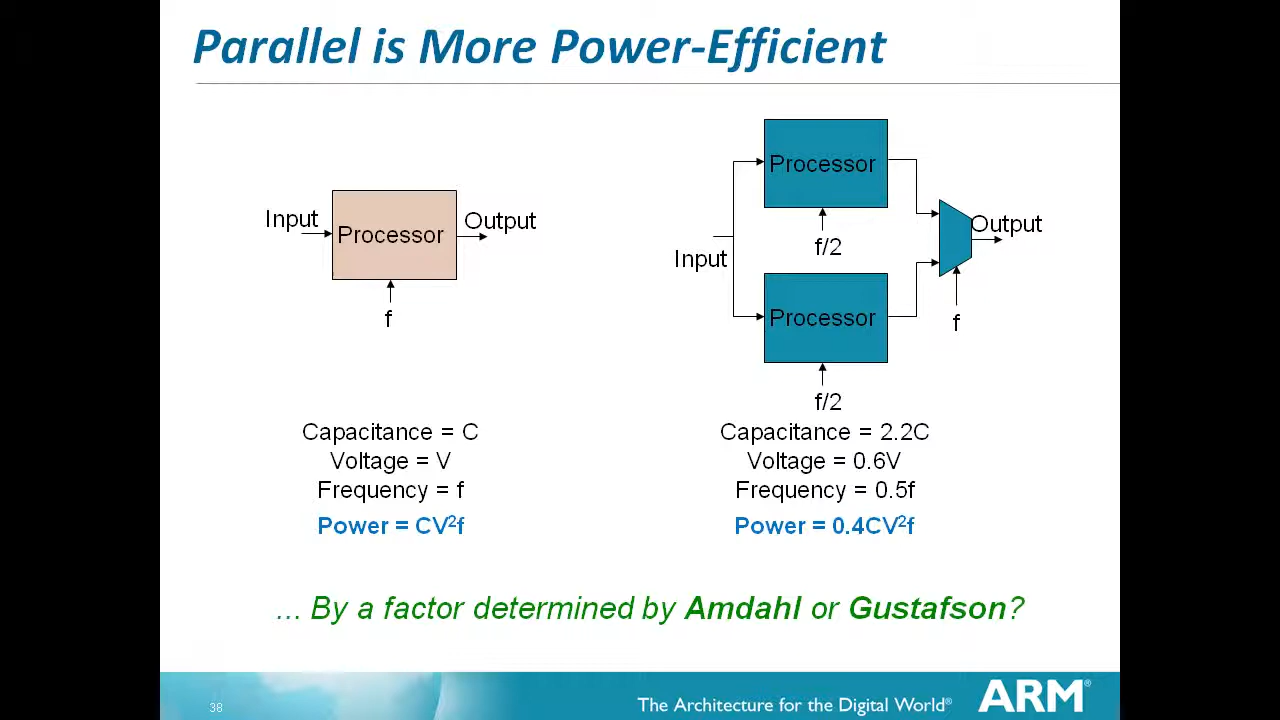 Parallel is More Power-Efficient
Input
Processor
Output
f
Processor
f/2
Input
Output
Processor
f
f/2
Capacitance = C
Voltage = V
Frequency = f
Power = CV²f
Capacitance = 2.2C
Voltage = 0.6V
Frequency = 0.5f
Power = 0.4CV²f
... By a factor determined by Amdahl or Gustafson?
38
The Architecture for the Digital World®
ARM®